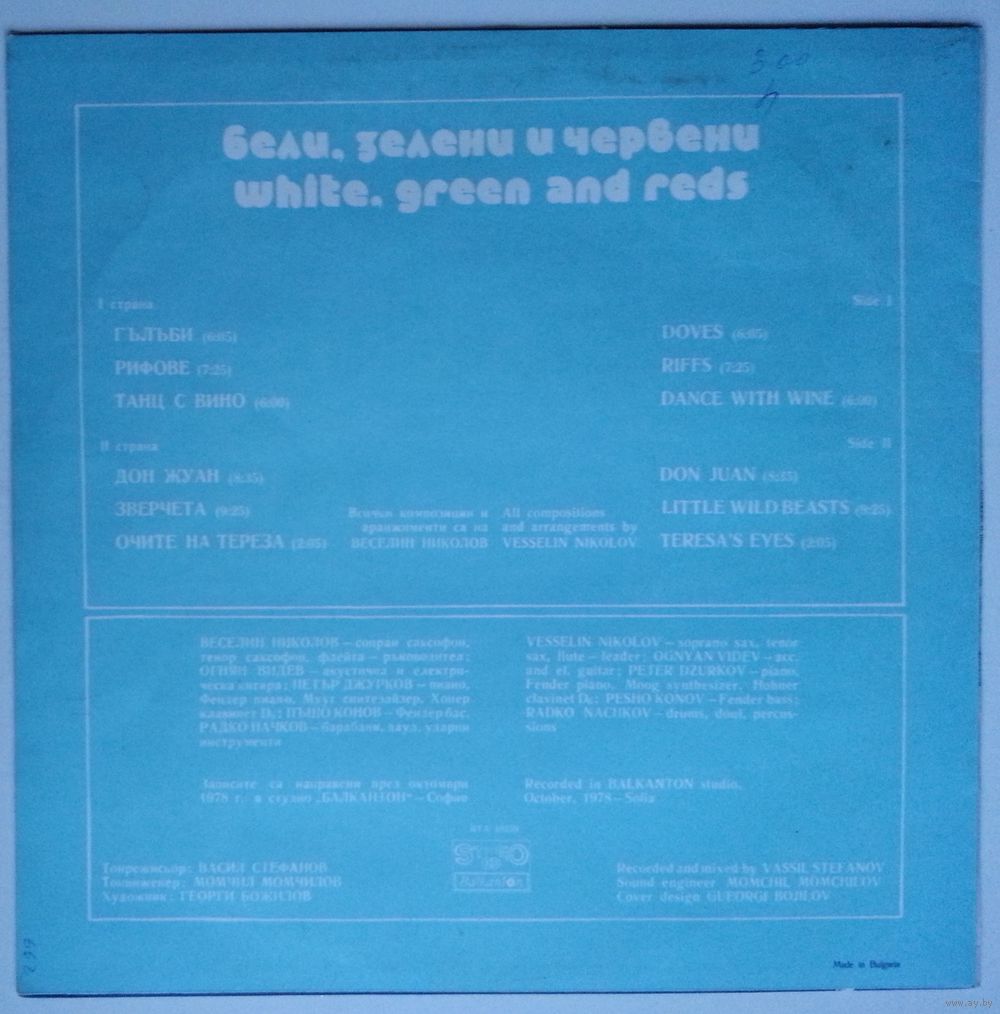 5.00
бели, зелени и червени
white, green and reds
I страна
Side I
ГЪЛЪБИ (6:05)
DOVES (6:05)
РИФОВЕ (7:25)
RIFFS (7:25)
ТАНЦ С ВИНО (6:00)
DANCE WITH WINE (6:00)
II страна
Side II
ДОН ЖУАН (8:35)
DON JUAN
ЗВЕРЧЕТА (9:25)
LITTLE WILD BEASTS (9:25)
ОЧИТЕ НА ТЕРЕЗА (2:05)
TERESA'S EYES (2:05)
Всички композиции и
аранжименти са на
ВЕСЕЛИН НИКОЛОВ
All compositions
and arrangements by
VESSELIN NIKOLOV
ВЕСЕЛИН НИКОЛОВ – сопран саксофон,
тенор саксофон, флейта – ръководител;
ОГНЯН ВИДЕВ – акустична и електри-
ческа китара; ПЕТЪР ДЖУРКОВ – пиано,
Фендер пиано, Мууг синтезайзер, Хонер
клавинет D6; ПЕШО КОНОВ – Фендер бас,
РАДКО НАЧКОВ – барабани, даул, ударни
инструменти
VESSELIN NIKOLOV – soprano sax, tenor
sax, flute – leader; OGNYAN VIDEV – acc.
and el. guitar; PETER DZURKOV – piano,
Fender piano, Moog synthesizer, Hohner
clavinet D6; PESHO KONOV – Fender bass;
RADKO NACHKOV – drums, doul, percus-
sions
Записите са направени през октомври
1978 г. в студио „БАЛКАНТОН“ – София
Recorded in BALKANTON studio,
October, 1978 – Sofia
STEREO
Balkanton
Тонрежисьор: ВАСИЛ СТЕФАНОВ
Тонинженер: МОМЧИЛ МОМЧИЛОВ
Художник: ГЕОРГИ БОЖИЛОВ
Recorded and mixed by VASSIL STEFANOV
Sound engineer MOMCHIL MOMCHILOV
Cover design GUEORGI BOJILOV
Made in Bulgaria
www.ay.by